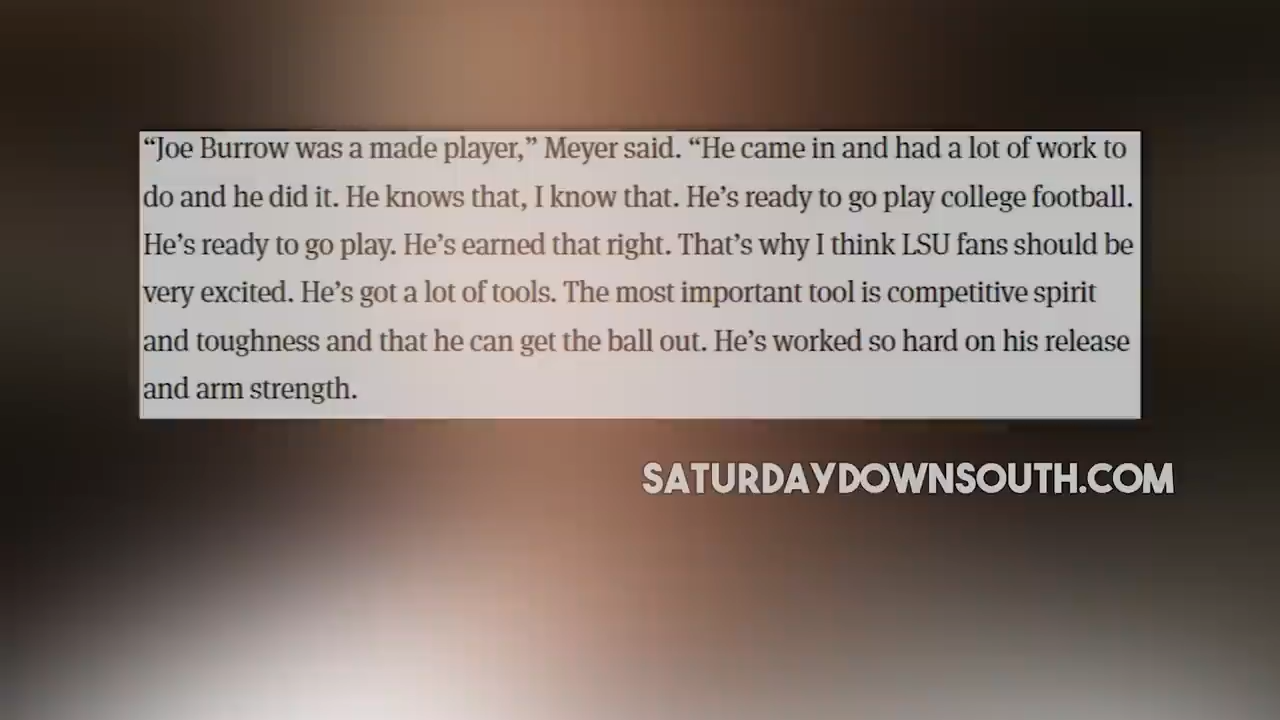 “Joe Burrow was a made player,” Meyer said. “He came in and had a lot of work to
do and he did it. He knows that, I know that. He’s ready to go play college football.
He’s ready to go play. He’s earned that right. That’s why I think LSU fans should be
very excited. He’s got a lot of tools. The most important tool is competitive spirit
and toughness and that he can get the ball out. He’s worked so hard on his release
and arm strength.
SATURDAYDOWNSOUTH.COM